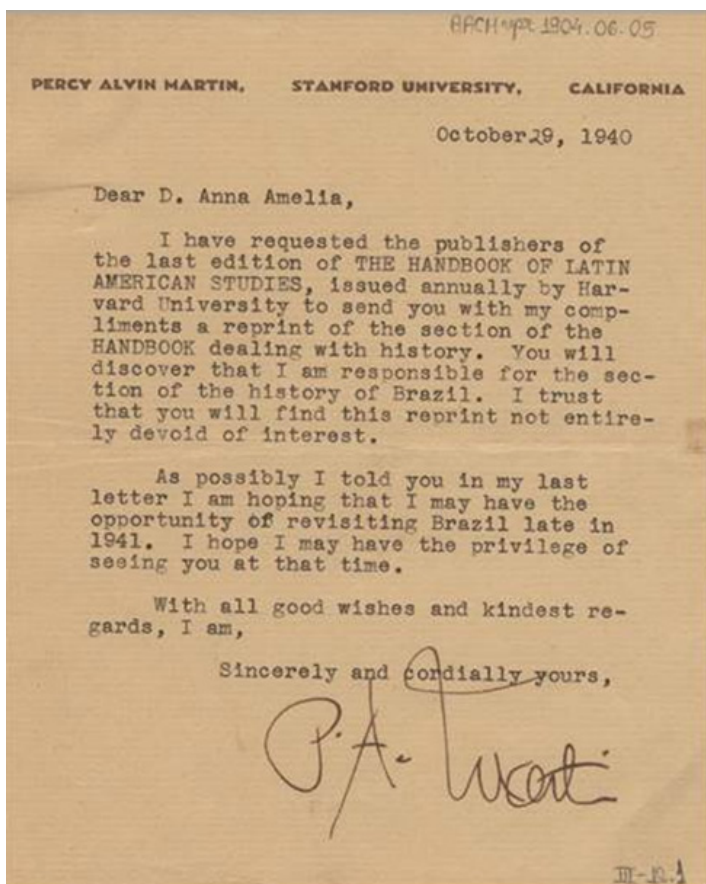 1904.06.05
PERCY ALVIN MARTIN, STANFORD UNIVERSITY, CALIFORNIA
October 29, 1940
Dear D. Anna Amelia,
I have requested the publishers of
the last edition of THE HANDBOOK OF LATIN
AMERICAN STUDIES, issued annually by Har-
vard University to send you with my comp-
liments a reprint of the section of the
HANDBOOK dealing with history. You will
discover that I am responsible for the sec-
tion of the history of Brazil. I trust
that you will find this reprint not entire-
ly devoid of interest.
As possibly I told you in my last
letter I am hoping that I may have the
opportunity of revisiting Brazil late in
1941. I hope I may have the privilege of
seeing you at that time.
With all good wishes and kindest re-
gards, I am,
Sincerely and cordially yours,
P. A. Martin